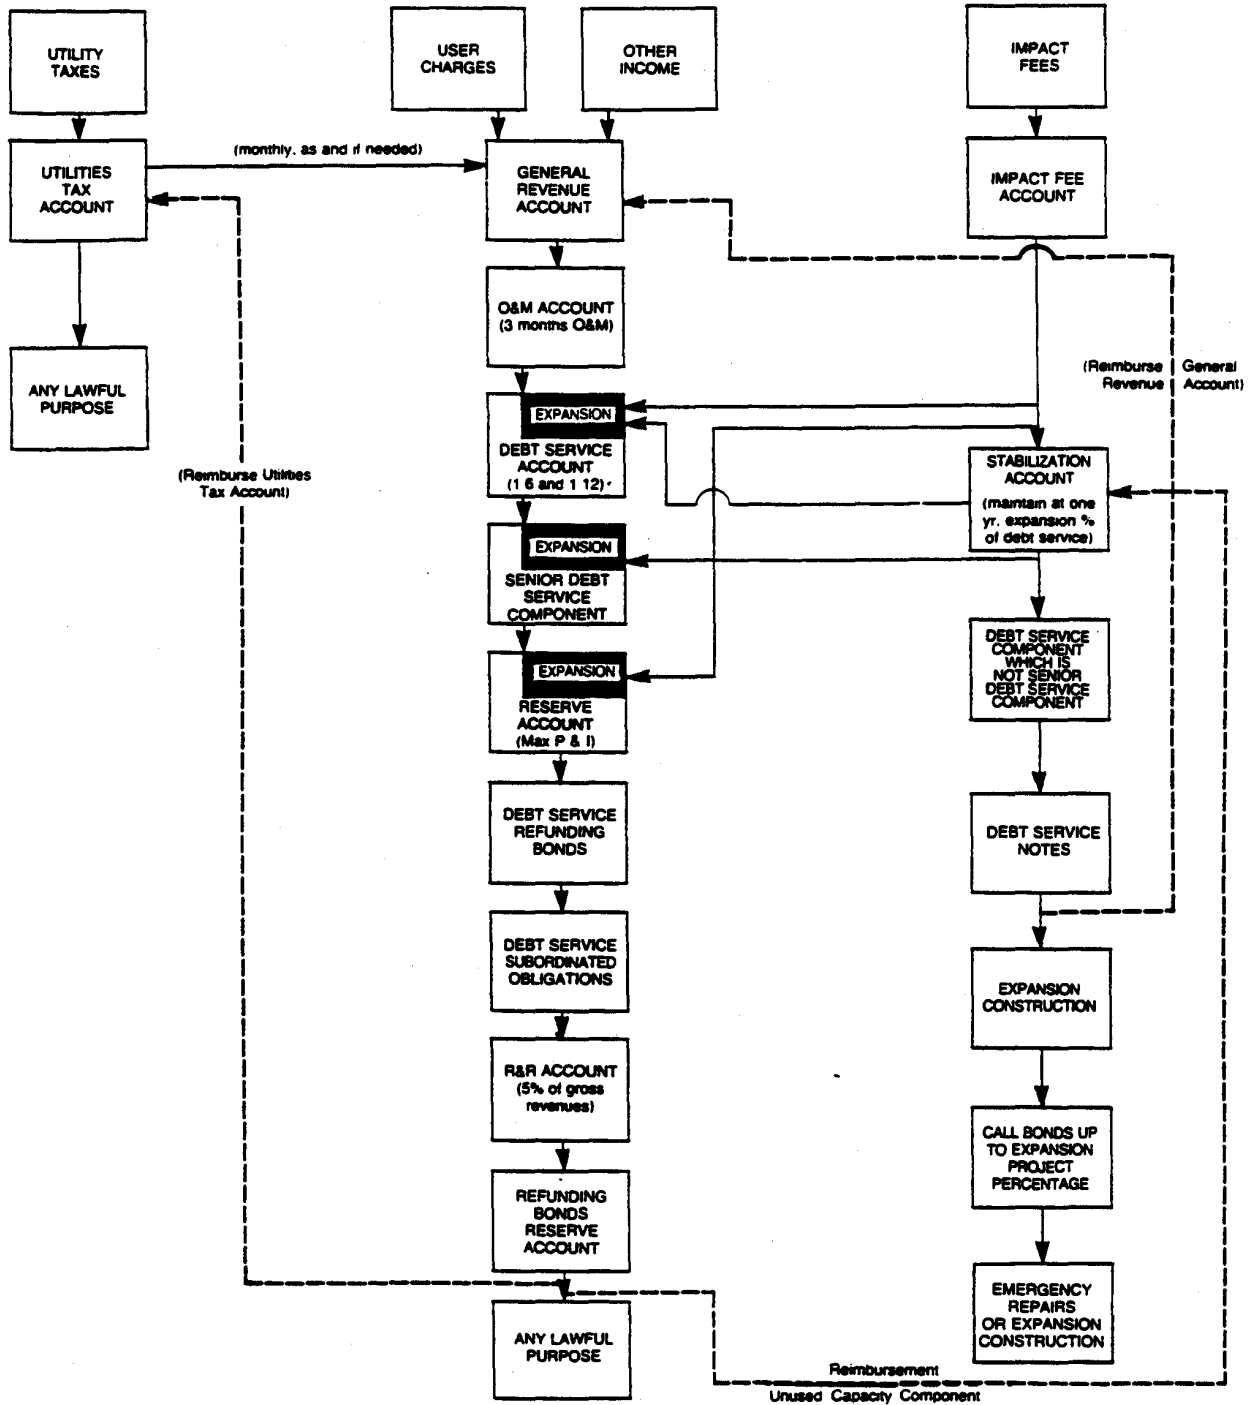 UTILITY
TAXES
USER
CHARGES
OTHER
INCOME
IMPACT
FEES
UTILITIES
TAX
ACCOUNT
(monthly, as and if needed)
GENERAL
REVENUE
ACCOUNT
IMPACT FEE
ACCOUNT
O&M ACCOUNT
(3 months O&M)
ANY LAWFUL
PURPOSE
(Reimburse General
Revenue Account)
EXPANSION
DEBT SERVICE
ACCOUNT
(1 6 and 1 12)
STABILIZATION
ACCOUNT
(maintain at one
yr. expansion %
of debt service)
(Reimburse Utilities
Tax Account)
EXPANSION
SENIOR DEBT
SERVICE
COMPONENT
DEBT SERVICE
COMPONENT
WHICH IS
NOT SENIOR
DEBT SERVICE
COMPONENT
EXPANSION
RESERVE
ACCOUNT
(Max P & I)
DEBT SERVICE
REFUNDING
BONDS
DEBT SERVICE
NOTES
DEBT SERVICE
SUBORDINATED
OBLIGATIONS
EXPANSION
CONSTRUCTION
R&R ACCOUNT
(5% of gross
revenues)
CALL BONDS UP
TO EXPANSION
PROJECT
PERCENTAGE
REFUNDING
BONDS
RESERVE
ACCOUNT
EMERGENCY
REPAIRS
OR EXPANSION
CONSTRUCTION
ANY LAWFUL
PURPOSE
Reimbursement
Unused Capacity Component